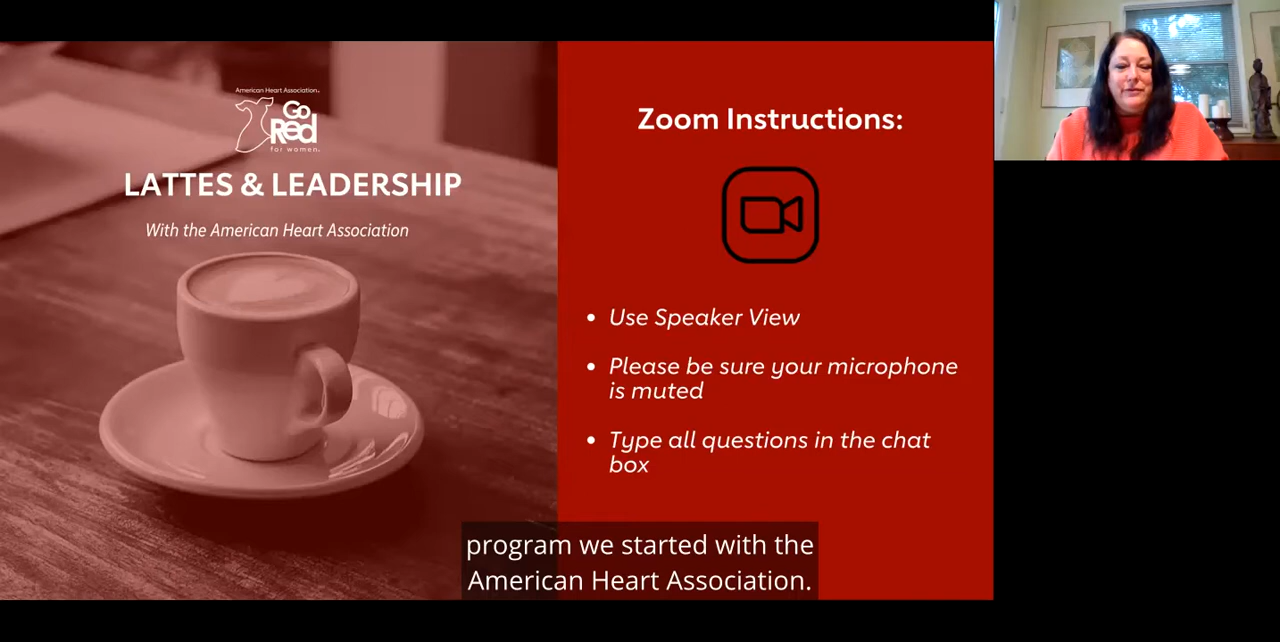 American Heart Association.
Go
Red
for women.
LATTES & LEADERSHIP
With the American Heart Association
Zoom Instructions:
• Use Speaker View
• Please be sure your microphone
is muted
• Type all questions in the chat
box
program we started with the
American Heart Association.